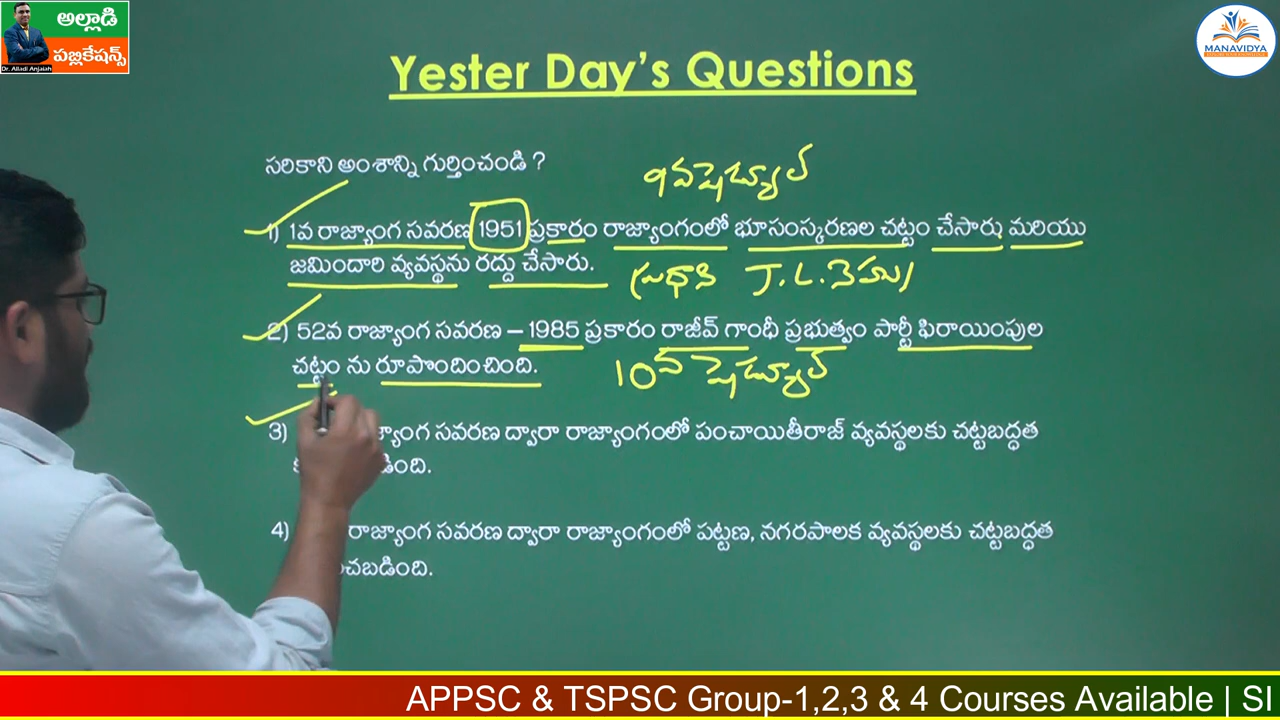 అల్లాడి
పబ్లికేషన్స్
Dr. Alladi Anjaiah
MANAVIDYA
Yester Day's Questions
సరికాని అంశాన్ని గుర్తించండి ?
9వ షెడ్యూల్
1) 1వ రాజ్యాంగ సవరణ 1951 ప్రకారం రాజ్యాంగంలో భూసంస్కరణల చట్టం చేసారు మరియు
జమిందారి వ్యవస్థను రద్దు చేసారు.
ప్రధాని J.L.నెహ్రు
2) 52వ రాజ్యాంగ సవరణ – 1985 ప్రకారం రాజీవ్ గాంధీ ప్రభుత్వం పార్టీ ఫిరాయింపుల
చట్టం ను రూపొందించింది.
10వ షెడ్యూల్
3) సవరణ ద్వారా రాజ్యాంగంలో పంచాయితీరాజ్ వ్యవస్థలకు చట్టబద్ధత
4) రాజ్యాంగ సవరణ ద్వారా రాజ్యాంగంలో పట్టణ, నగరపాలక వ్యవస్థలకు చట్టబద్ధత
APPSC & TSPSC Group-1,2,3 & 4 Courses Available | SI